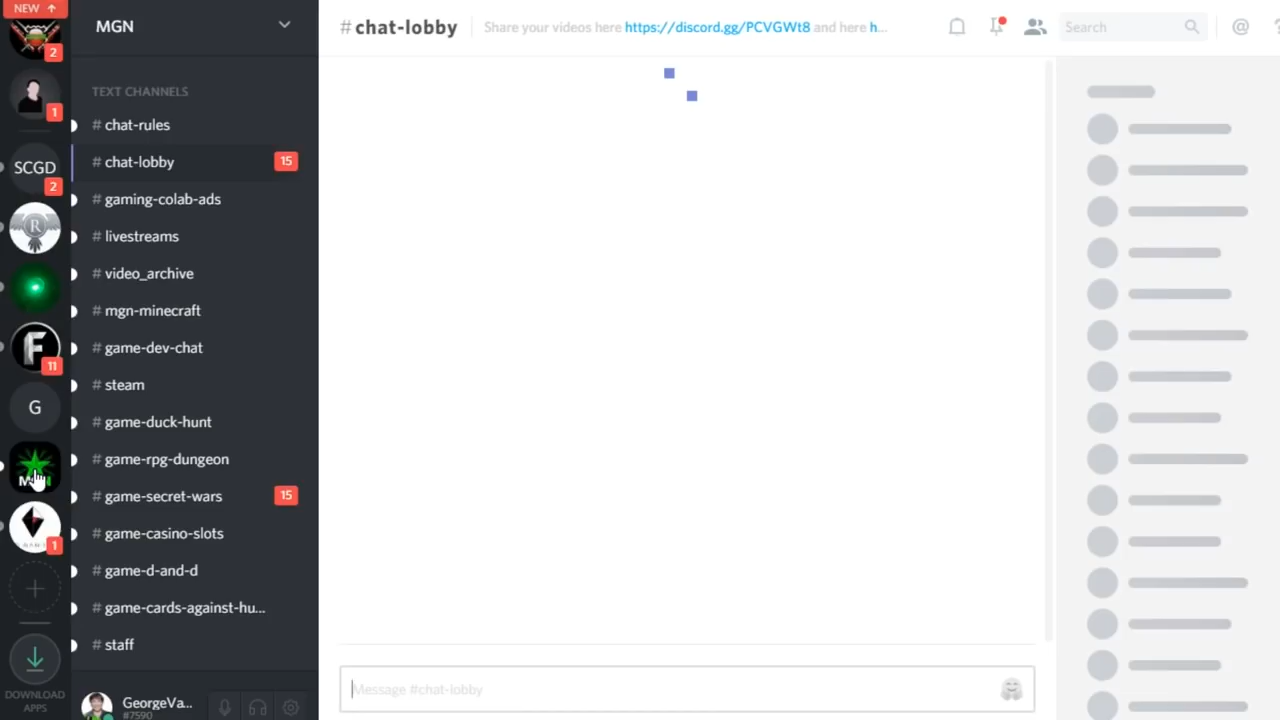 NEW
2
1
SCGD
2
R
F
11
G
1
DOWNLOAD
APPS
MGN
TEXT CHANNELS
# chat-rules
# chat-lobby 15
# gaming-colab-ads
# livestreams
# video_archive
# mgn-minecraft
# game-dev-chat
# steam
# game-duck-hunt
# game-rpg-dungeon
# game-secret-wars 15
# game-casino-slots
# game-d-and-d
# game-cards-against-hu...
# staff
GeorgeVa...
#7590
# chat-lobby
Share your videos here https://discord.gg/PCVGWt8 and here h...
Search
@
?
Message #chat-lobby